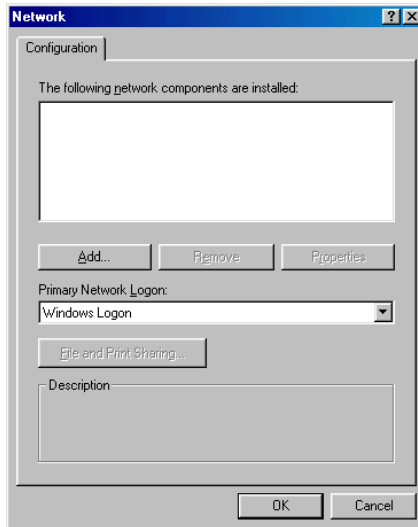 Network
Configuration
The following network components are installed:
Add... Remove Properties
Primary Network Logon:
Windows Logon
File and Print Sharing...
Description
OK Cancel